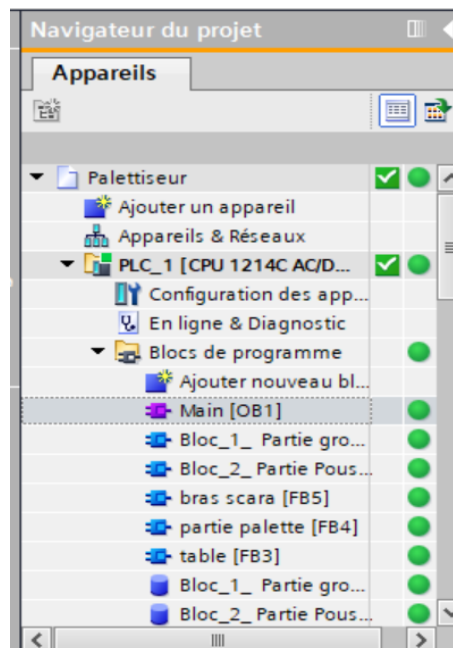 Navigateur du projet
Appareils
Palettiseur
Ajouter un appareil
Appareils & Réseaux
PLC_1 [CPU 1214C AC/D...
Configuration des app...
En ligne & Diagnostic
Blocs de programme
Ajouter nouveau bl...
Main [OB1]
Bloc_1_ Partie gro...
Bloc_2_ Partie Pous...
bras scara [FB5]
partie palette [FB4]
table [FB3]
Bloc_1_ Partie gro...
Bloc_2_ Partie Pous...